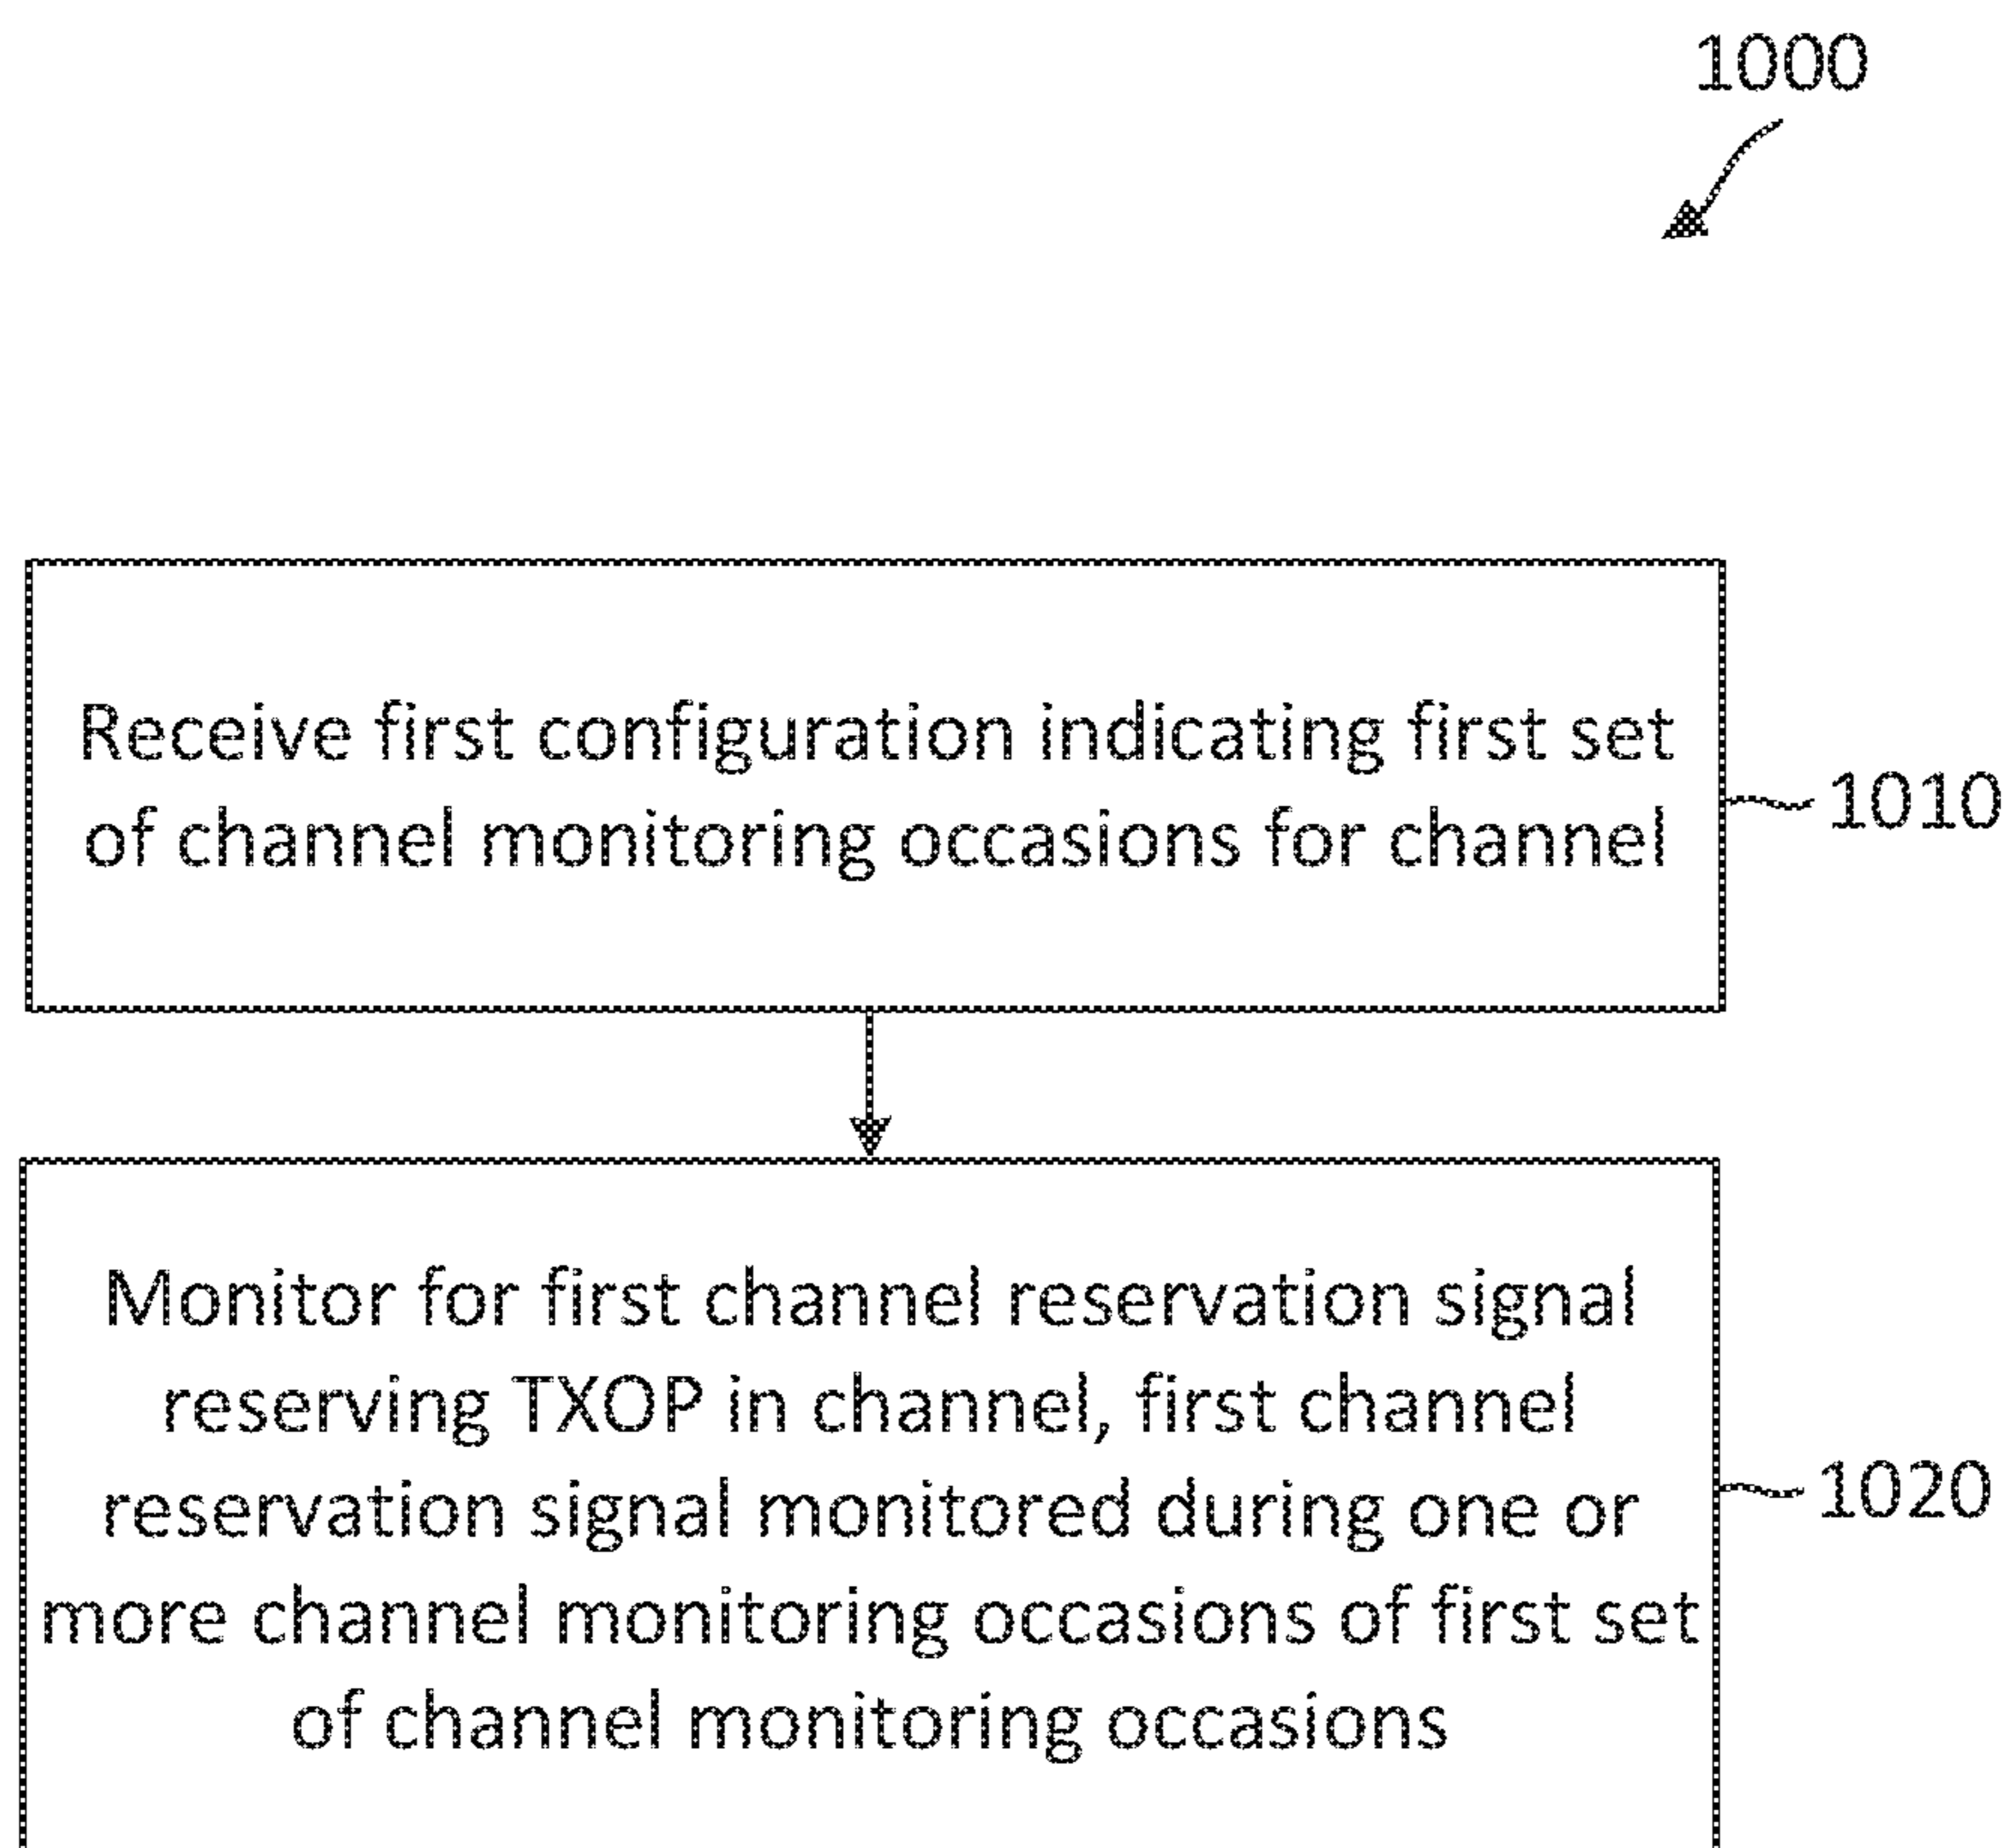 1000
Receive first configuration indicating first set
of channel monitoring occasions for channel
1010
Monitor for first channel reservation signal
reserving TXOP in channel, first channel
reservation signal monitored during one or
more channel monitoring occasions of first set
of channel monitoring occasions
1020